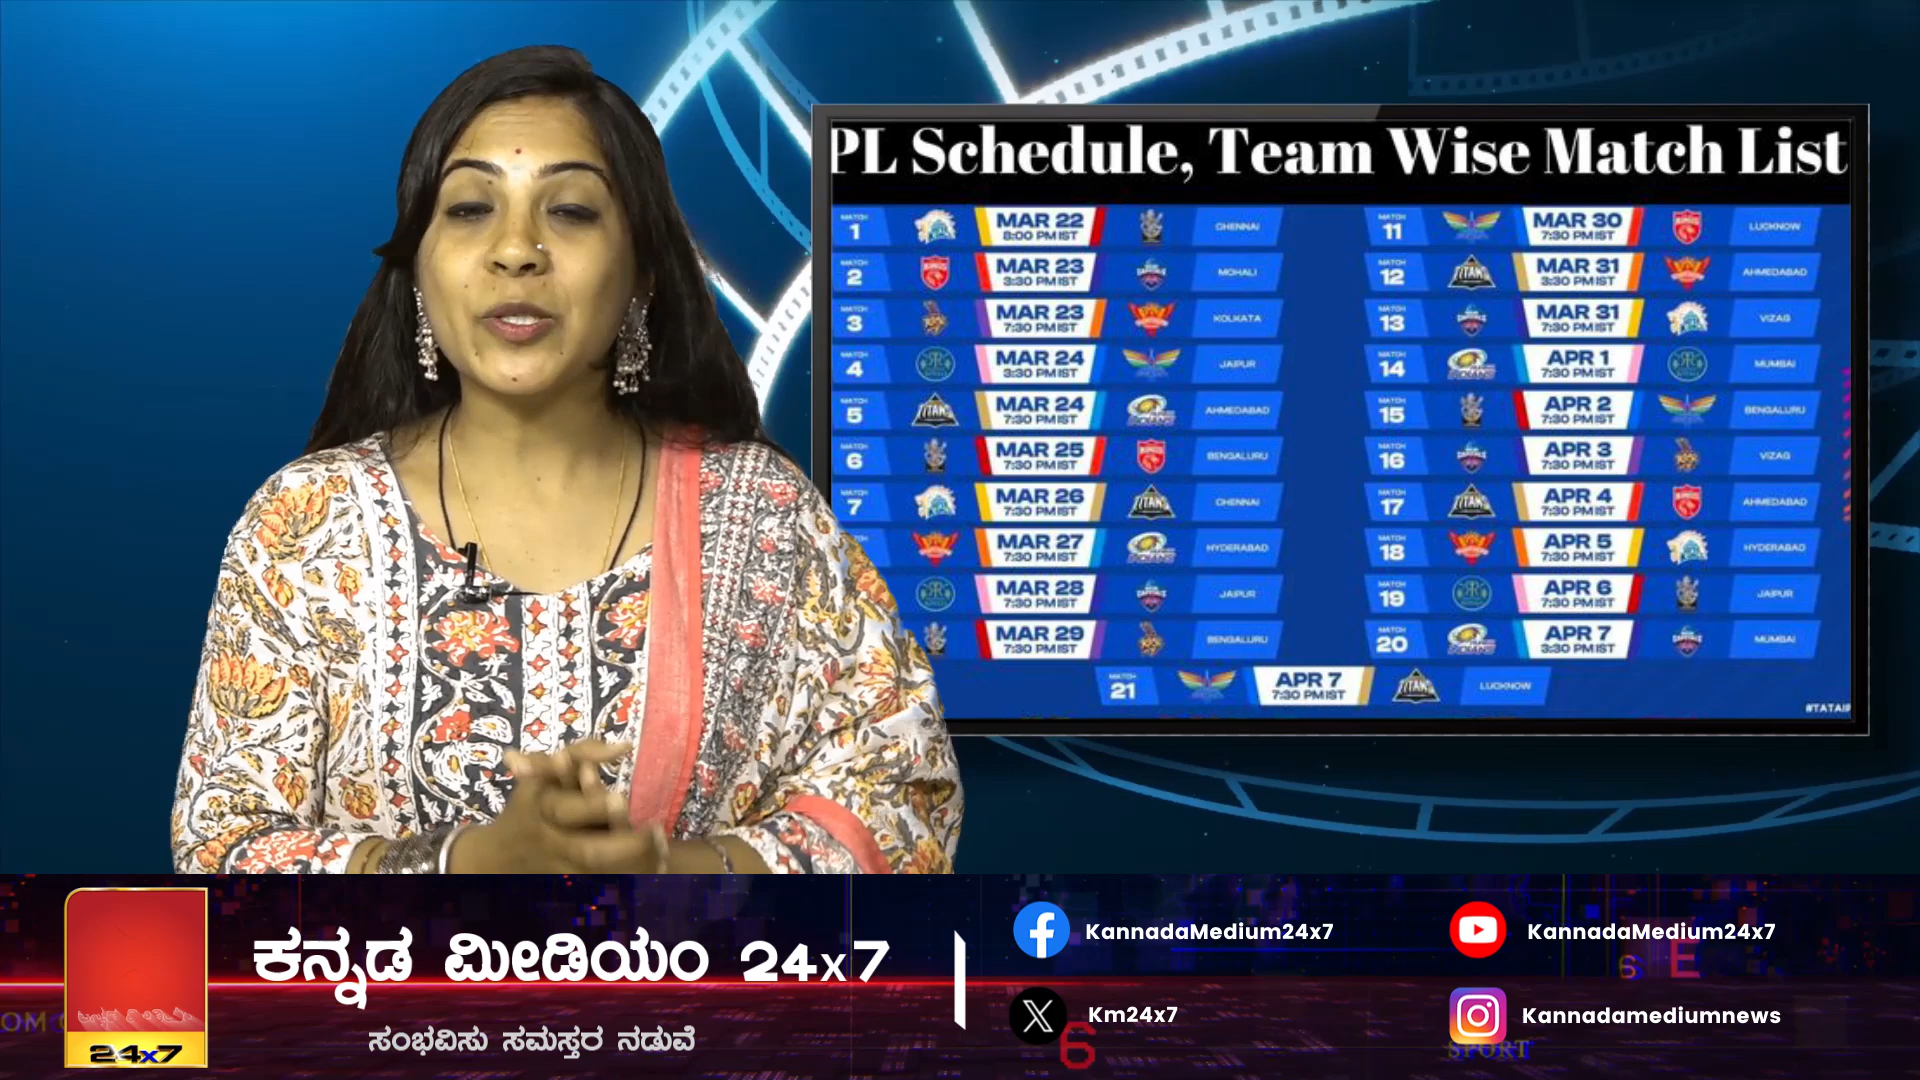 PL Schedule, Team Wise Match List
MATCH 1 MAR 22 8:00 PM IST CHENNAI
MATCH 2 MAR 23 3:30 PM IST MOHALI
MATCH 3 MAR 23 7:30 PM IST KOLKATA
MATCH 4 MAR 24 3:30 PM IST JAIPUR
MATCH 5 TITANS MAR 24 7:30 PM IST AHMEDABAD
MATCH 6 MAR 25 7:30 PM IST BENGALURU
MATCH 7 MAR 26 7:30 PM IST TITANS CHENNAI
MAR 27 7:30 PM IST HYDERABAD
MAR 28 7:30 PM IST JAIPUR
MAR 29 7:30 PM IST BENGALURU
MATCH 11 MAR 30 7:30 PM IST LUCKNOW
MATCH 12 TITANS MAR 31 3:30 PM IST AHMEDABAD
MATCH 13 MAR 31 7:30 PM IST VIZAG
MATCH 14 APR 1 7:30 PM IST MUMBAI
MATCH 15 APR 2 7:30 PM IST BENGALURU
MATCH 16 APR 3 7:30 PM IST VIZAG
MATCH 17 TITANS APR 4 7:30 PM IST AHMEDABAD
MATCH 18 APR 5 7:30 PM IST HYDERABAD
MATCH 19 APR 6 7:30 PM IST JAIPUR
MATCH 20 APR 7 3:30 PM IST MUMBAI
MATCH 21 APR 7 7:30 PM IST TITANS LUCKNOW
#TATAIP
24x7
ಕನ್ನಡ ಮೀಡಿಯಂ 24x7
ಸಂಭವಿಸು ಸಮಸ್ತರ ನಡುವೆ
KannadaMedium24x7
KannadaMedium24x7
Km24x7
Kannadamediumnews
6 E
6
SPORT